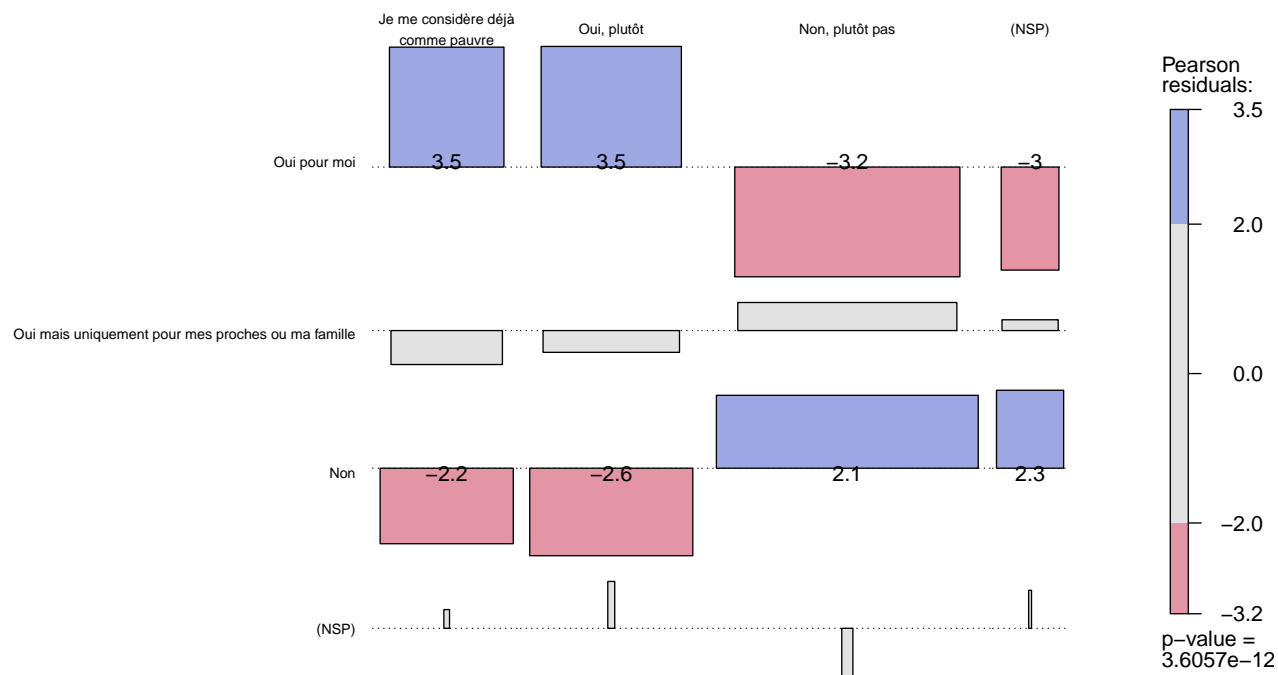 Je me considère déjà
comme pauvre
Oui, plutôt
Non, plutôt pas
(NSP)
Pearson
residuals:
3.5
2.0
0.0
−2.0
−3.2
p−value =
3.6057e−12
Oui pour moi
3.5
3.5
−3.2
−3
Oui mais uniquement pour mes proches ou ma famille
Non
−2.2
−2.6
2.1
2.3
(NSP)